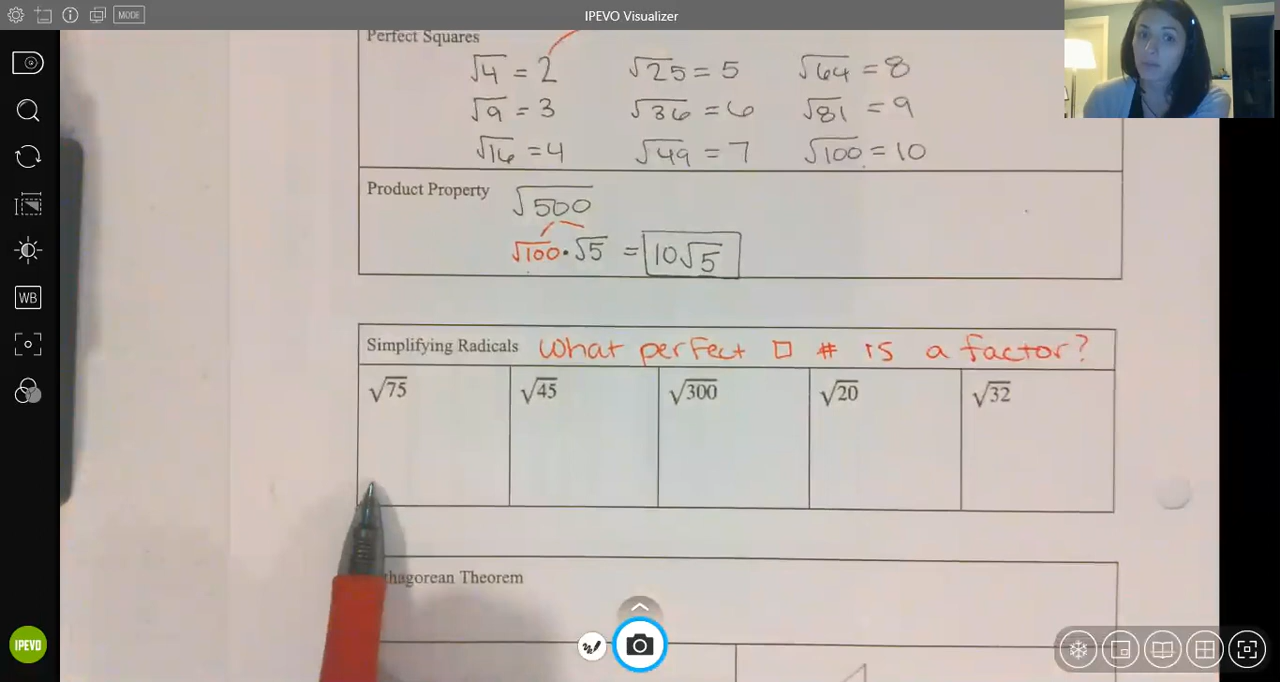 IPEVO Visualizer
MODE
Perfect Squares
√4 = 2 √25 = 5 √64 = 8
√9 = 3 √36 = 6 √81 = 9
√16 = 4 √49 = 7 √100 = 10
Product Property √500
√100 • √5 = 10√5
Simplifying Radicals What perfect □ # is a factor?
√75 √45 √300 √20 √32
thagorean Theorem
WB
IPEVO